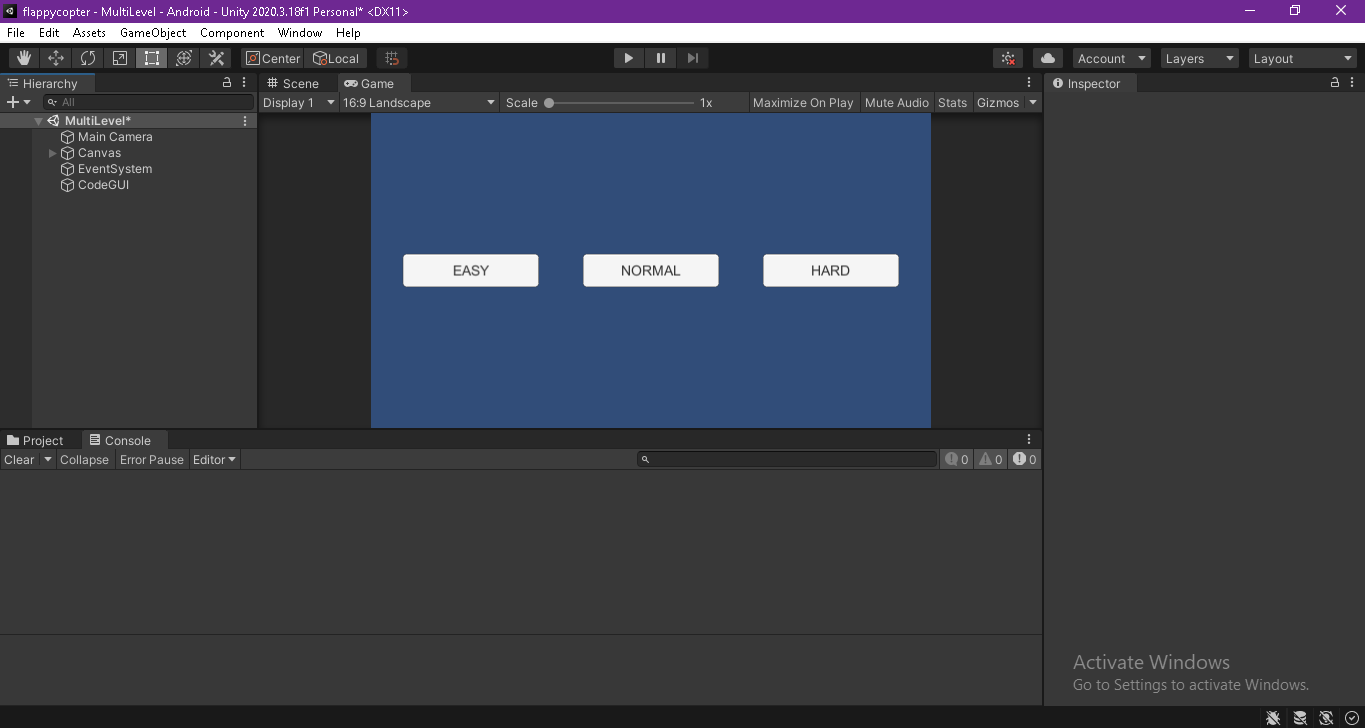 flappycopter - MultiLevel - Android - Unity 2020.3.18f1 Personal* <DX11>
File Edit Assets GameObject Component Window Help
Center Local Account Layers Layout
Hierarchy Scene Game Inspector
All Display 1 16:9 Landscape Scale 1x Maximize On Play Mute Audio Stats Gizmos
MultiLevel*
Main Camera
Canvas
EventSystem
CodeGUI
EASY NORMAL HARD
Project Console
Clear Collapse Error Pause Editor 0 0 0
Activate Windows
Go to Settings to activate Windows.